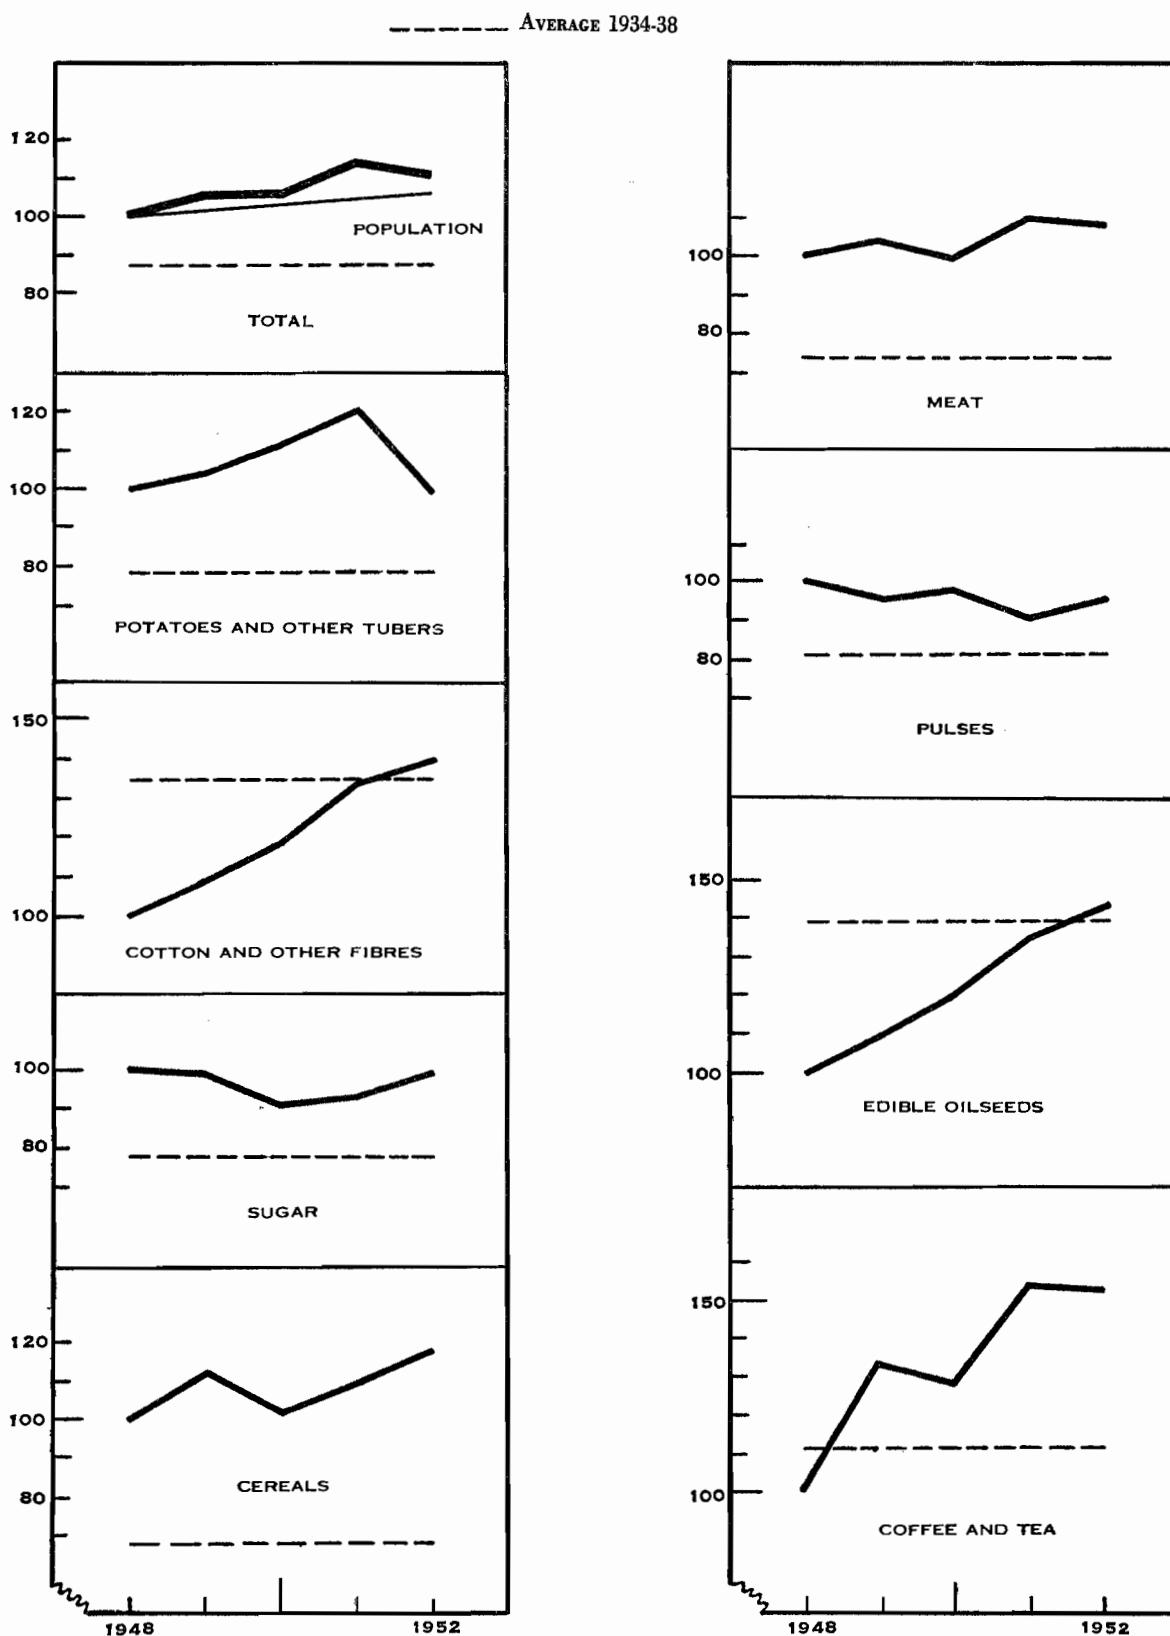 AVERAGE 1934-38
120
100
80
POPULATION
TOTAL
120
100
80
POTATOES AND OTHER TUBERS
150
100
COTTON AND OTHER FIBRES
100
80
SUGAR
120
100
80
CEREALS
1948 1952
100
80
MEAT
100
80
PULSES
150
100
EDIBLE OILSEEDS
150
100
COFFEE AND TEA
1948 1952